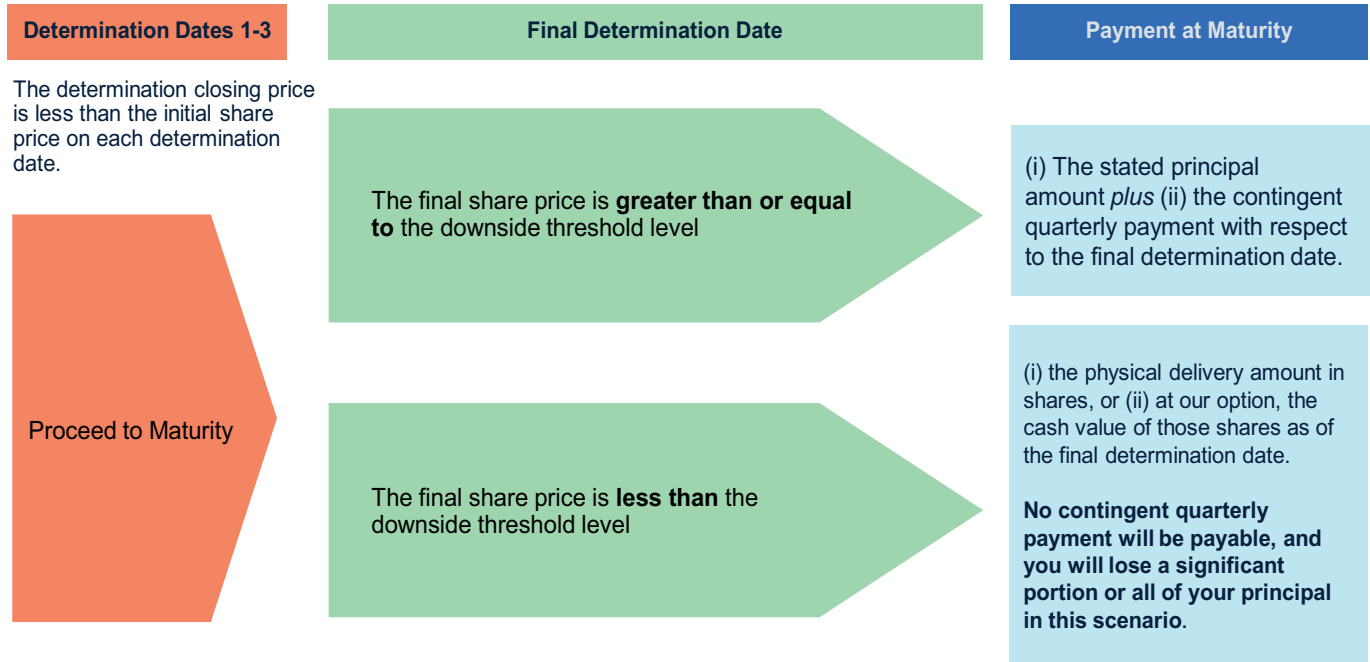 Determination Dates 1-3
Final Determination Date
Payment at Maturity
The determination closing price
is less than the initial share
price on each determination
date.
Proceed to Maturity
The final share price is greater than or equal
to the downside threshold level
(i) The stated principal
amount plus (ii) the contingent
quarterly payment with respect
to the final determination date.
The final share price is less than the
downside threshold level
(i) the physical delivery amount in
shares, or (ii) at our option, the
cash value of those shares as of
the final determination date.
No contingent quarterly
payment will be payable, and
you will lose a significant
portion or all of your principal
in this scenario.